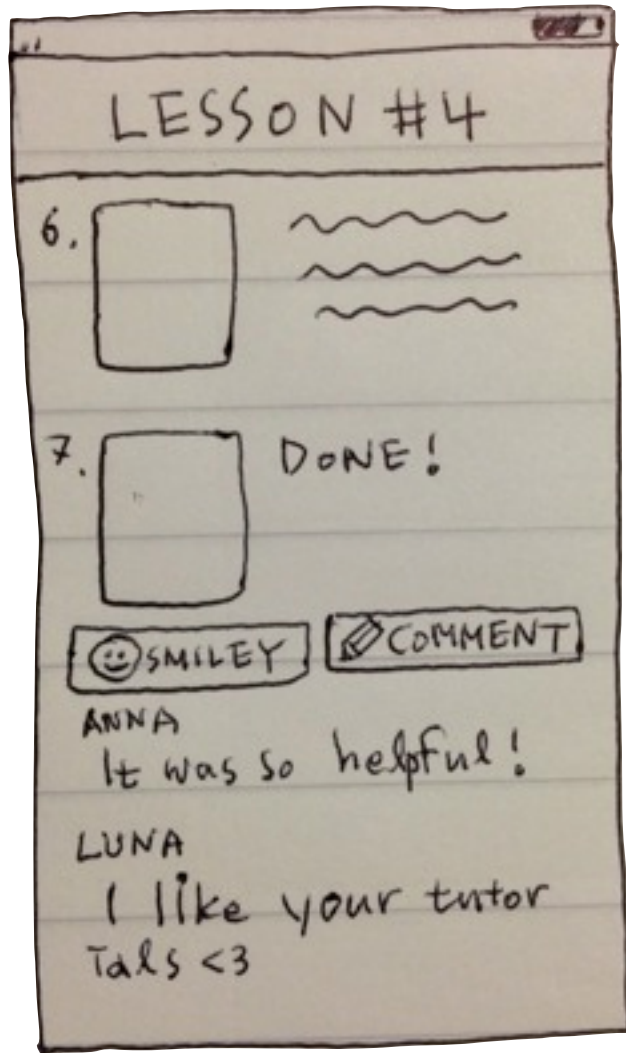 LESSON #4
6.
7. DONE!
SMILEY COMMENT
ANNA
It was so helpful!
LUNA
I like your tutor
Tals <3